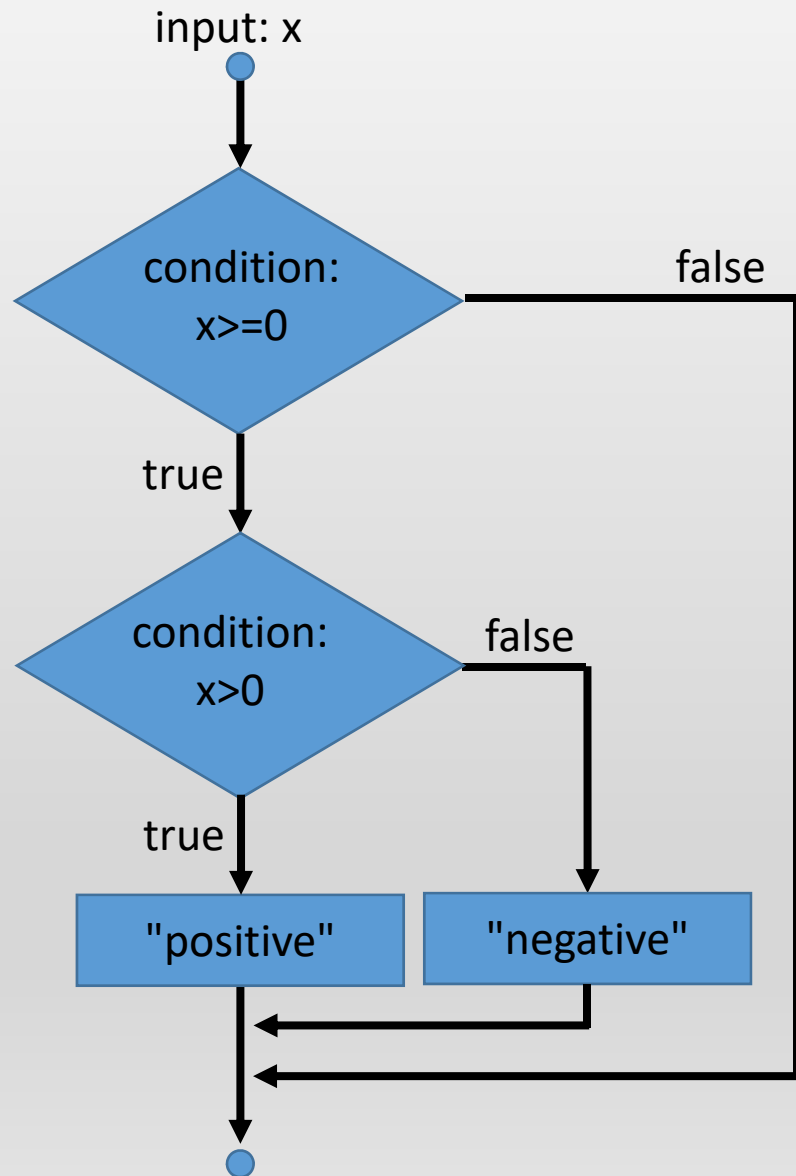 input: x
condition:
x>=0
false
true
condition:
x>0
false
true
"positive"
"negative"